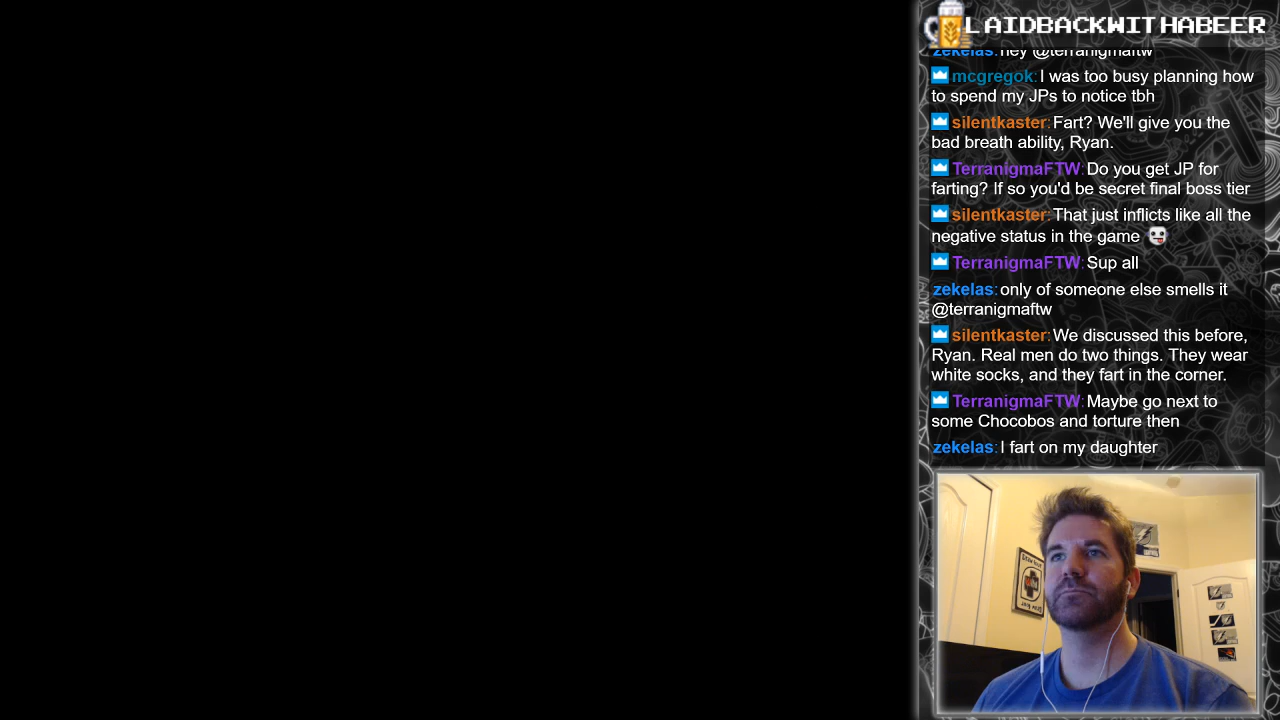 LAIDBACKWITHABEER
zekelas: hey @terranigmaftw
mcgregok: I was too busy planning how
to spend my JPs to notice tbh
silentkaster: Fart? We'll give you the
bad breath ability, Ryan.
TerranigmaFTW: Do you get JP for
farting? If so you'd be secret final boss tier
silentkaster: That just inflicts like all the
negative status in the game
TerranigmaFTW: Sup all
zekelas: only of someone else smells it
@terranigmaftw
silentkaster: We discussed this before,
Ryan. Real men do two things. They wear
white socks, and they fart in the corner.
TerranigmaFTW: Maybe go next to
some Chocobos and torture then
zekelas: I fart on my daughter